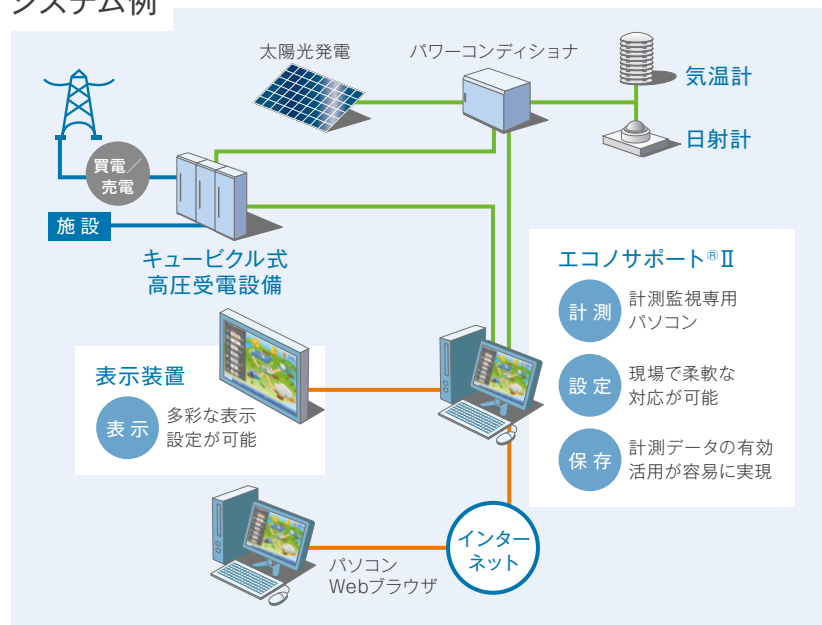 システム例
太陽光発電
パワーコンディショナ
気温計
日射計
買電／
売電
施設
キュービクル式
高圧受電設備
エコノサポート®Ⅱ
計測
計測監視専用
パソコン
設定
現場で柔軟な
対応が可能
保存
計測データの有効
活用が容易に実現
表示装置
表示
多彩な表示
設定が可能
インター
ネット
パソコン
Webブラウザ